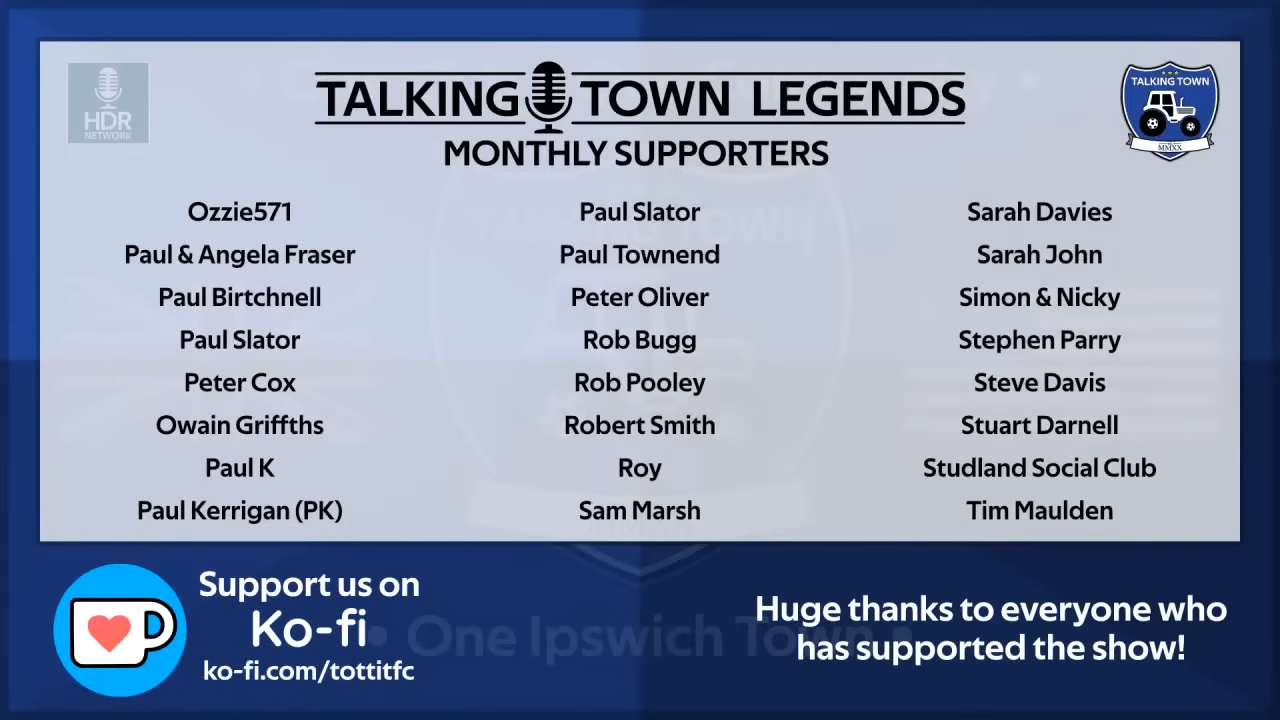 HDR
NETWORK
TALKING TOWN LEGENDS
MONTHLY SUPPORTERS
TALKING TOWN
MMXX
Ozzie571
Paul & Angela Fraser
Paul Birtchnell
Paul Slator
Peter Cox
Owain Griffths
Paul K
Paul Kerrigan (PK)
Paul Slator
Paul Townend
Peter Oliver
Rob Bugg
Rob Pooley
Robert Smith
Roy
Sam Marsh
Sarah Davies
Sarah John
Simon & Nicky
Stephen Parry
Steve Davis
Stuart Darnell
Studland Social Club
Tim Maulden
TALKING TOWN
Support us on
Ko-fi
ko-fi.com/tottitfc
• One Ipswich Town
Huge thanks to everyone who
has supported the show!